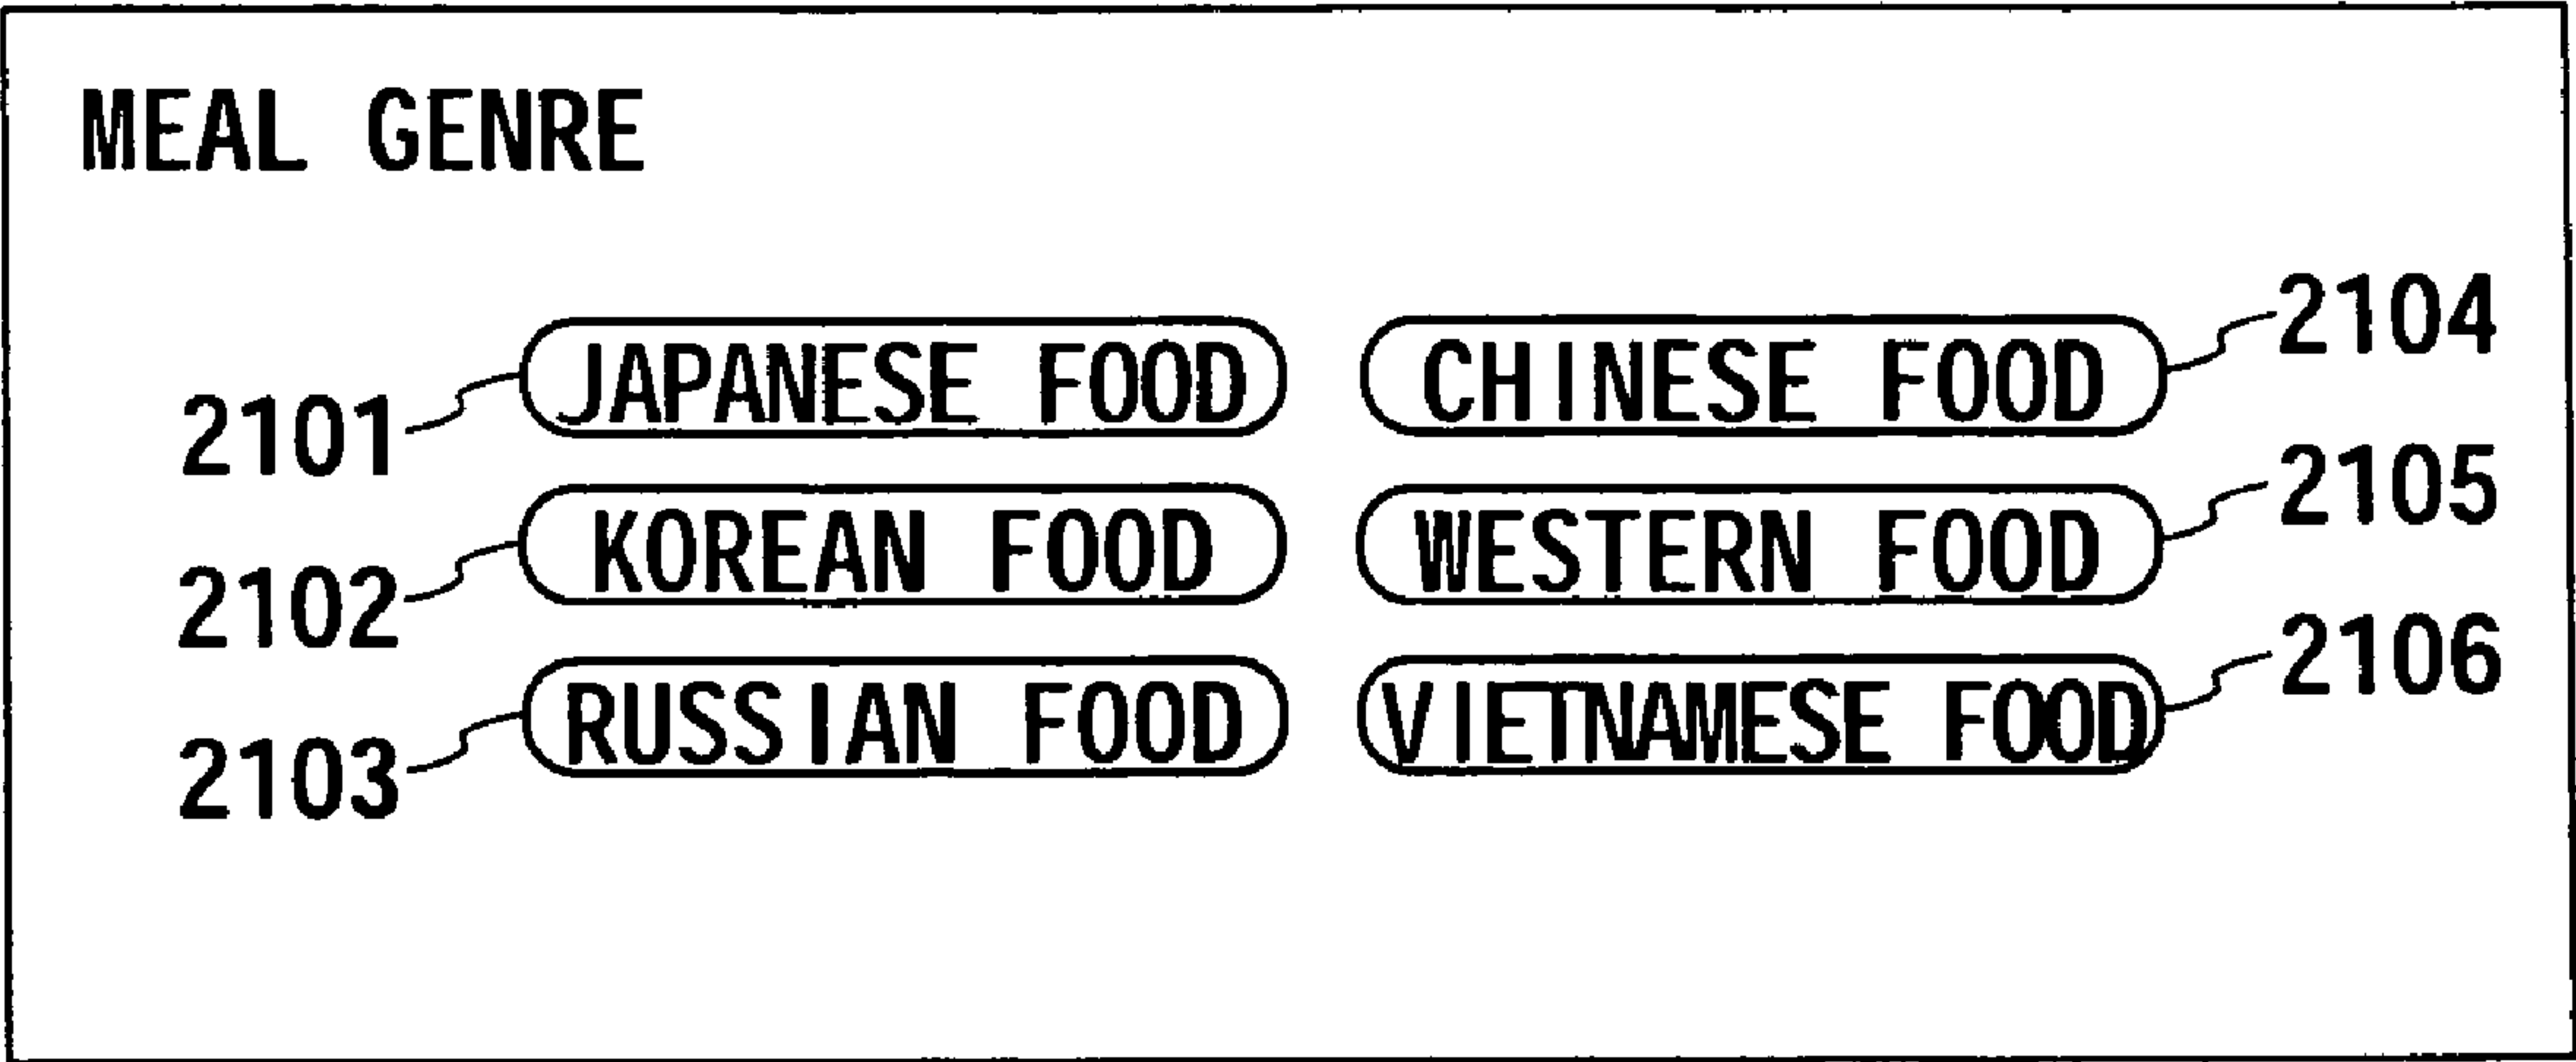 MEAL GENRE
2101 JAPANESE FOOD CHINESE FOOD 2104
2102 KOREAN FOOD WESTERN FOOD 2105
2103 RUSSIAN FOOD VIETNAMESE FOOD 2106